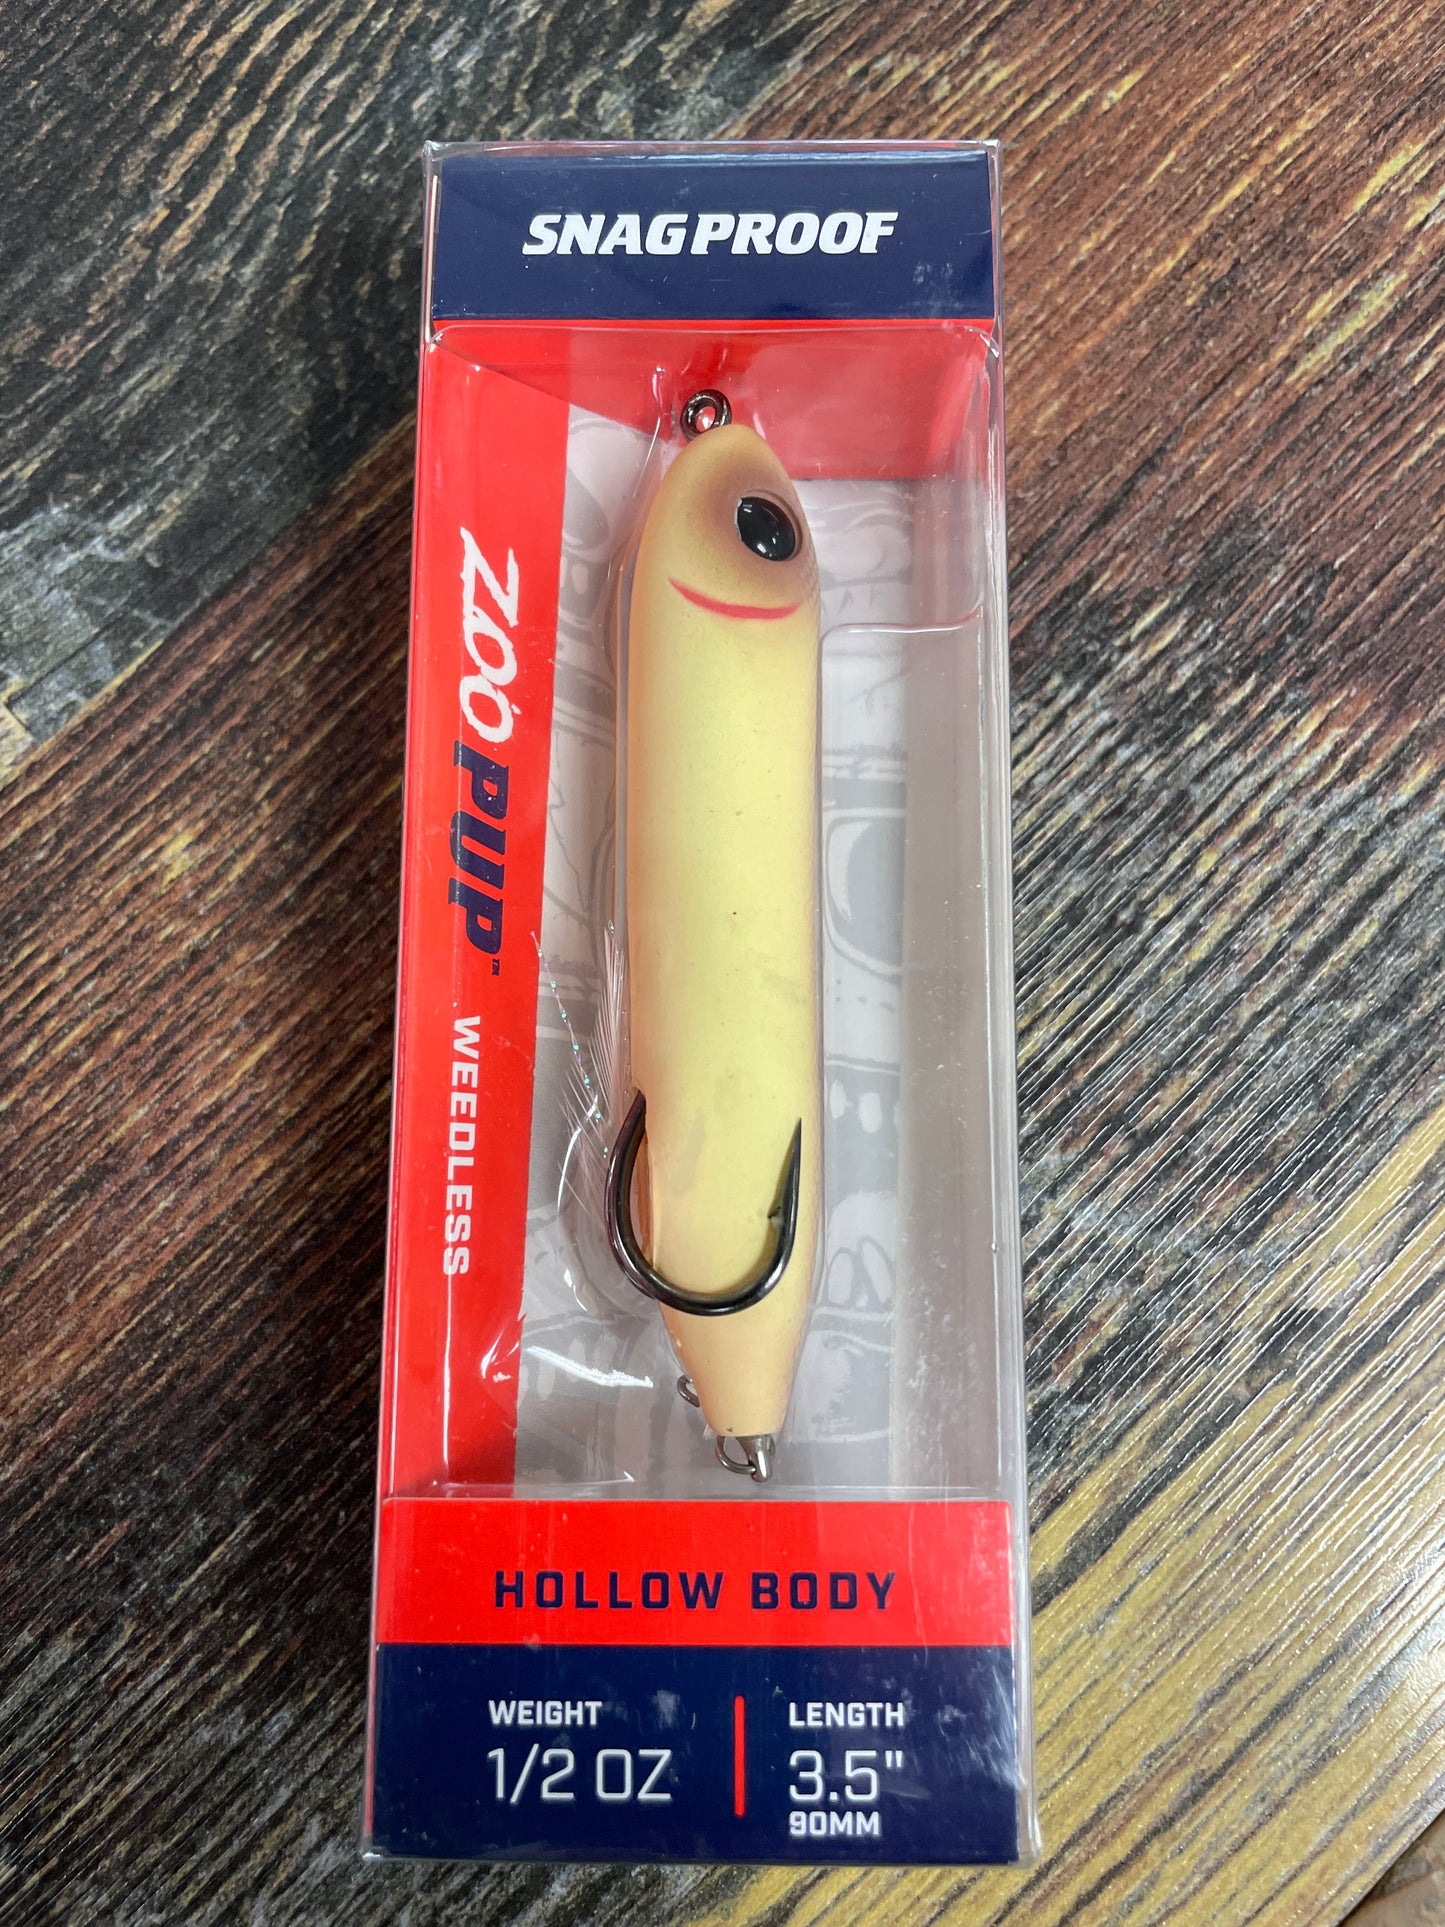 SNAGPROOF
ZOO PUP™ WEEDLESS
HOLLOW BODY
WEIGHT
1/2 OZ
LENGTH
3.5"
90MM